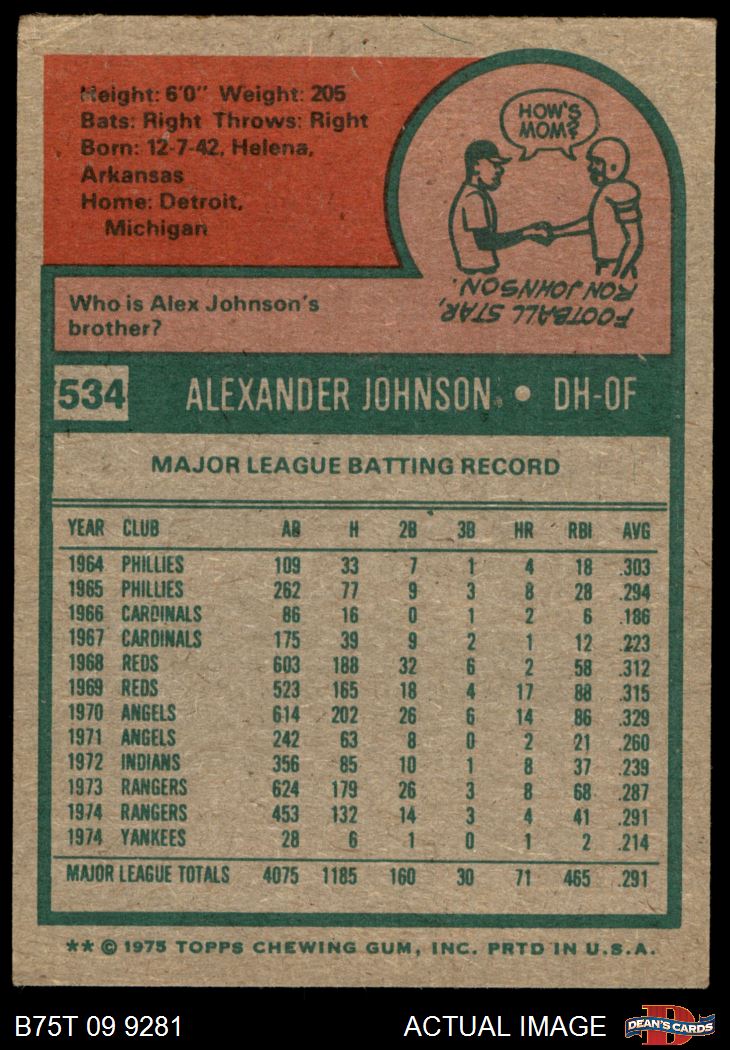 Height: 6'0" Weight: 205
Bats: Right Throws: Right
Born: 12-7-42, Helena,
Arkansas
Home: Detroit,
Michigan
HOW'S
MOM?
Who is Alex Johnson's
brother?
FOOTBALL STAR,
RON JOHNSON.
534 ALEXANDER JOHNSON • DH-OF
MAJOR LEAGUE BATTING RECORD
YEAR CLUB AB H 2B 3B HR RBI AVG
1964 PHILLIES 109 33 7 1 4 18 .303
1965 PHILLIES 262 77 9 3 8 28 .294
1966 CARDINALS 86 16 0 1 2 6 .186
1967 CARDINALS 175 39 9 2 1 12 .223
1968 REDS 603 188 32 6 2 58 .312
1969 REDS 523 165 18 4 17 88 .315
1970 ANGELS 614 202 26 6 14 86 .329
1971 ANGELS 242 63 8 0 2 21 .260
1972 INDIANS 356 85 10 1 8 37 .239
1973 RANGERS 624 179 26 3 8 68 .287
1974 RANGERS 453 132 14 3 4 41 .291
1974 YANKEES 28 6 1 0 1 2 .214
MAJOR LEAGUE TOTALS 4075 1185 160 30 71 465 .291
** © 1975 TOPPS CHEWING GUM, INC. PRTD IN U.S.A.
B75T 09 9281 ACTUAL IMAGE
D
DEAN'S CARDS